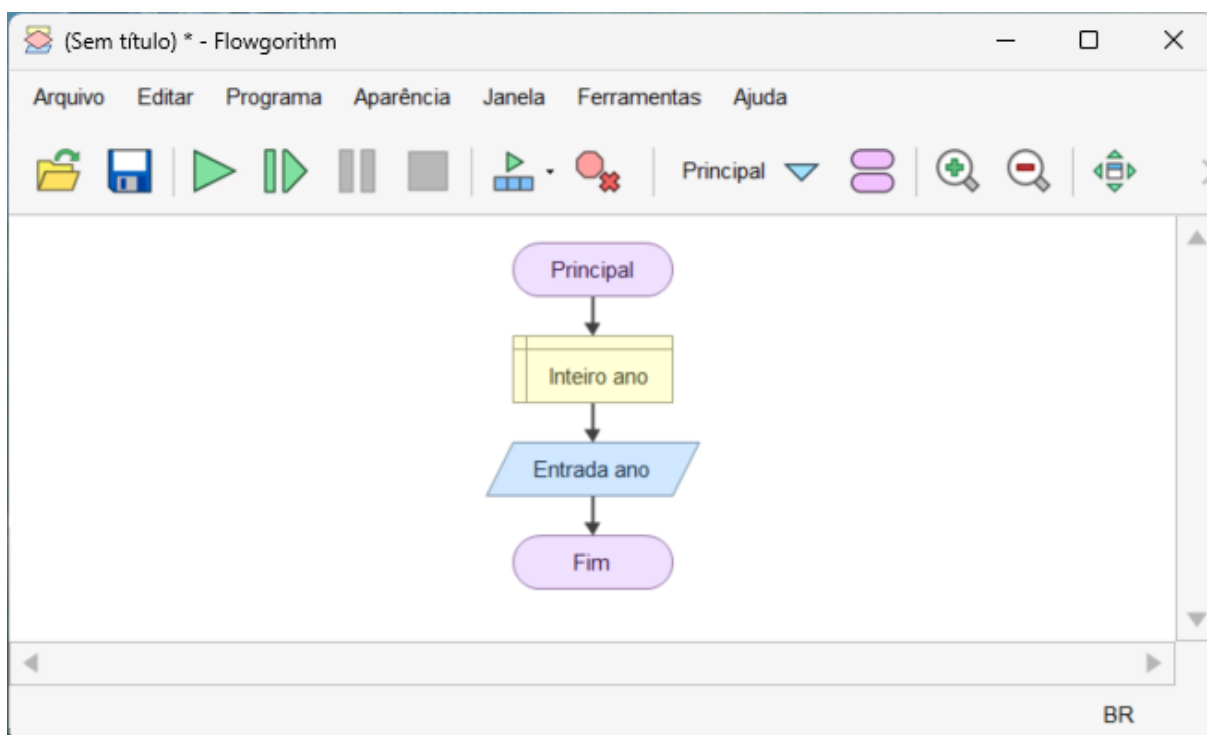 (Sem título) * - Flowgorithm
Arquivo Editar Programa Aparência Janela Ferramentas Ajuda
Principal
Principal
Inteiro ano
Entrada ano
Fim
BR